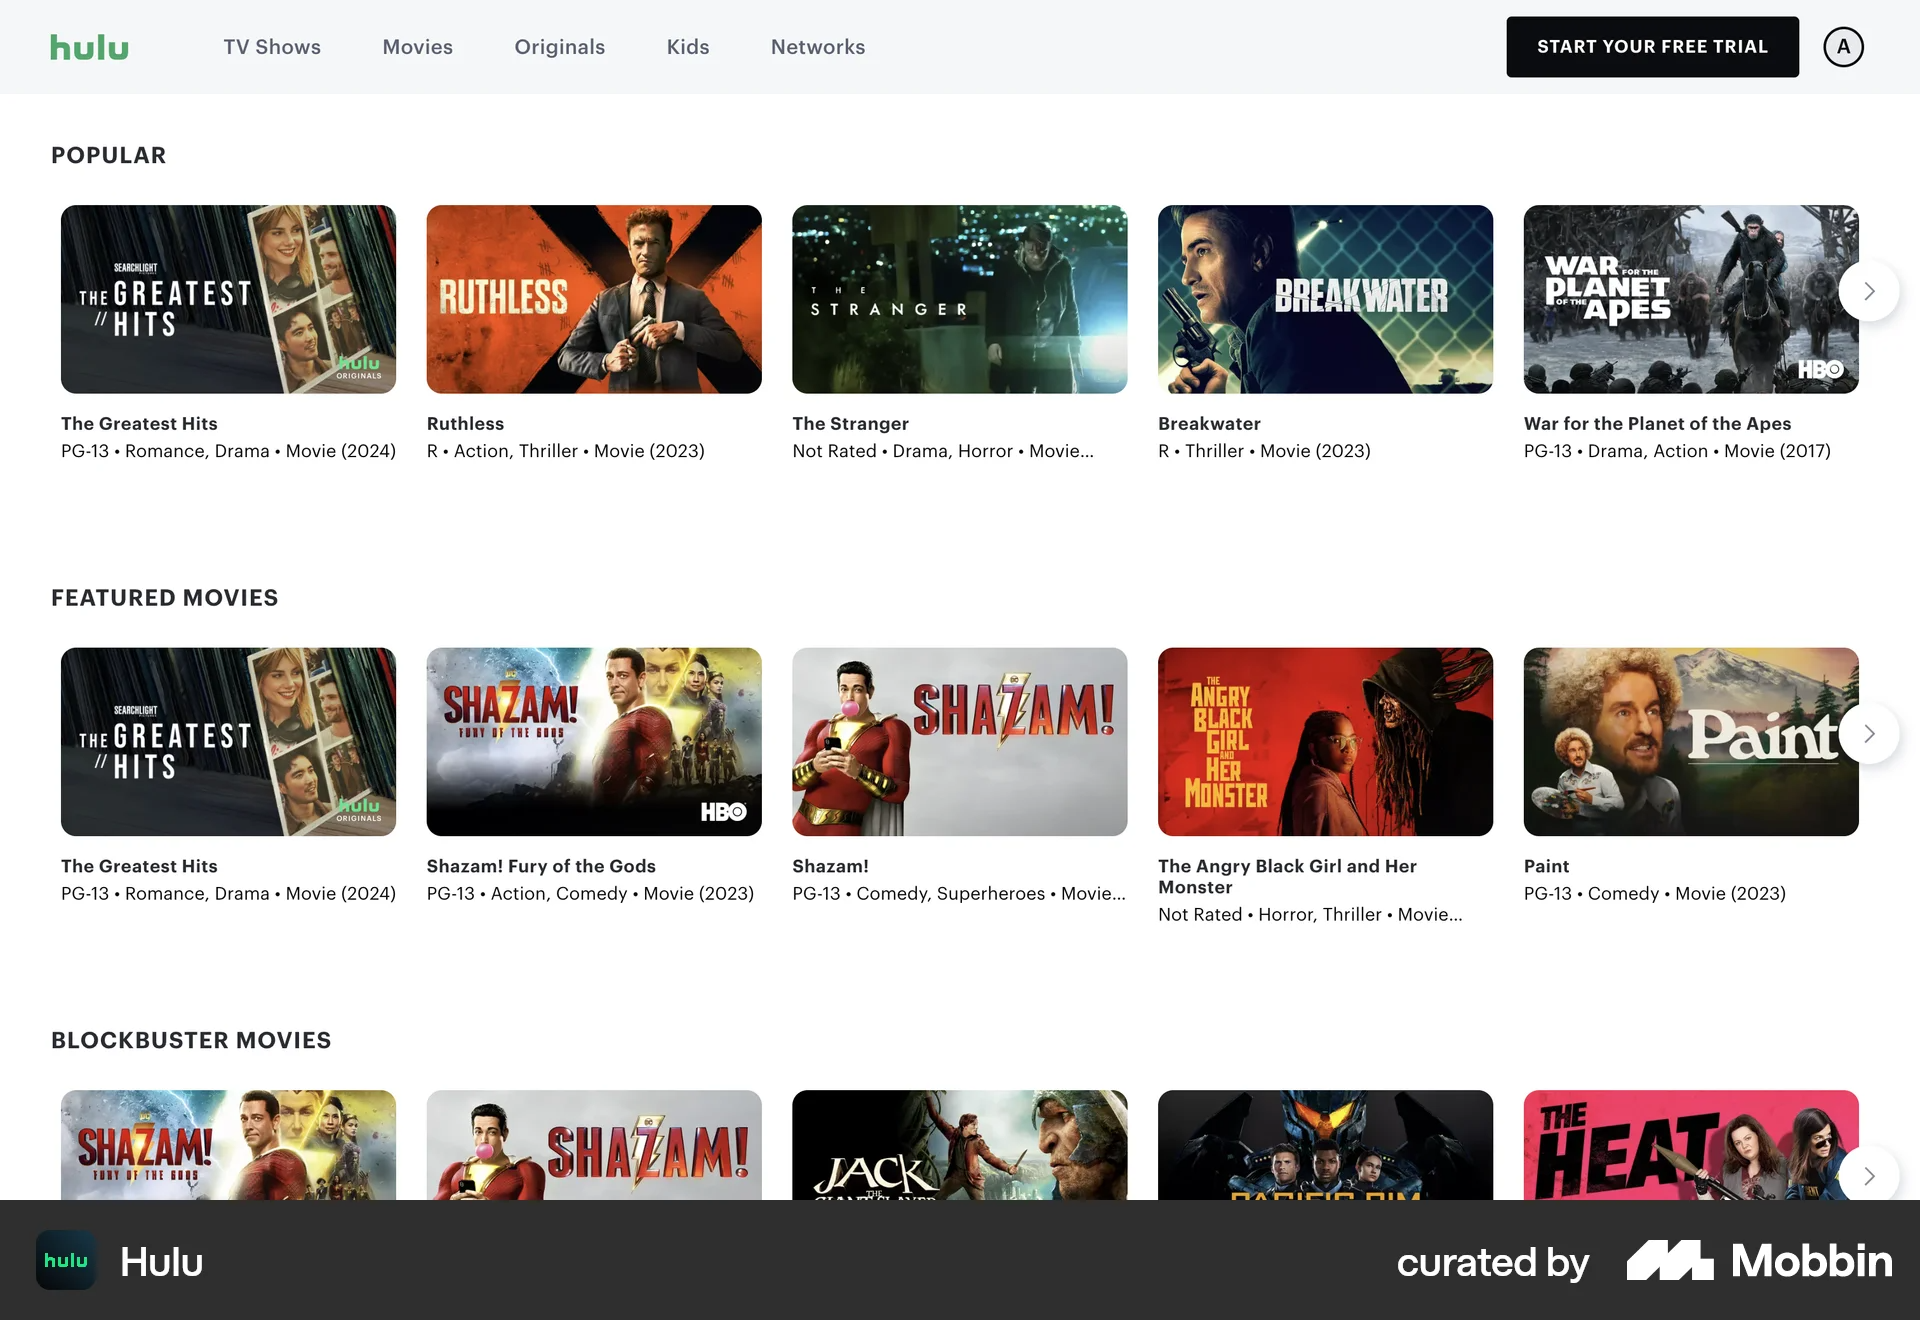 hulu
TV Shows
Movies
Originals
Kids
Networks
START YOUR FREE TRIAL
A
POPULAR
SEARCHLIGHT
THE GREATEST
// HITS
hulu
ORIGINALS
RUTHLESS
THE
STRANGER
BREAKWATER
WAR FOR THE
PLANET
OF THE APES
HBO
The Greatest Hits
PG-13 • Romance, Drama • Movie (2024)
Ruthless
R • Action, Thriller • Movie (2023)
The Stranger
Not Rated • Drama, Horror • Movie...
Breakwater
R • Thriller • Movie (2023)
War for the Planet of the Apes
PG-13 • Drama, Action • Movie (2017)
FEATURED MOVIES
SEARCHLIGHT
THE GREATEST
// HITS
hulu
ORIGINALS
DC
SHAZAM!
FURY OF THE GODS
HBO
DC
SHAZAM!
THE
ANGRY
BLACK
GIRL
AND
HER
MONSTER
Paint
The Greatest Hits
PG-13 • Romance, Drama • Movie (2024)
Shazam! Fury of the Gods
PG-13 • Action, Comedy • Movie (2023)
Shazam!
PG-13 • Comedy, Superheroes • Movie...
The Angry Black Girl and Her
Monster
Not Rated • Horror, Thriller • Movie...
Paint
PG-13 • Comedy • Movie (2023)
BLOCKBUSTER MOVIES
DC
SHAZAM!
FURY OF THE GODS
DC
SHAZAM!
JACK
THE
GIANT SLAYER
PACIFIC RIM
THE
HEAT
hulu
Hulu
curated by
Mobbin